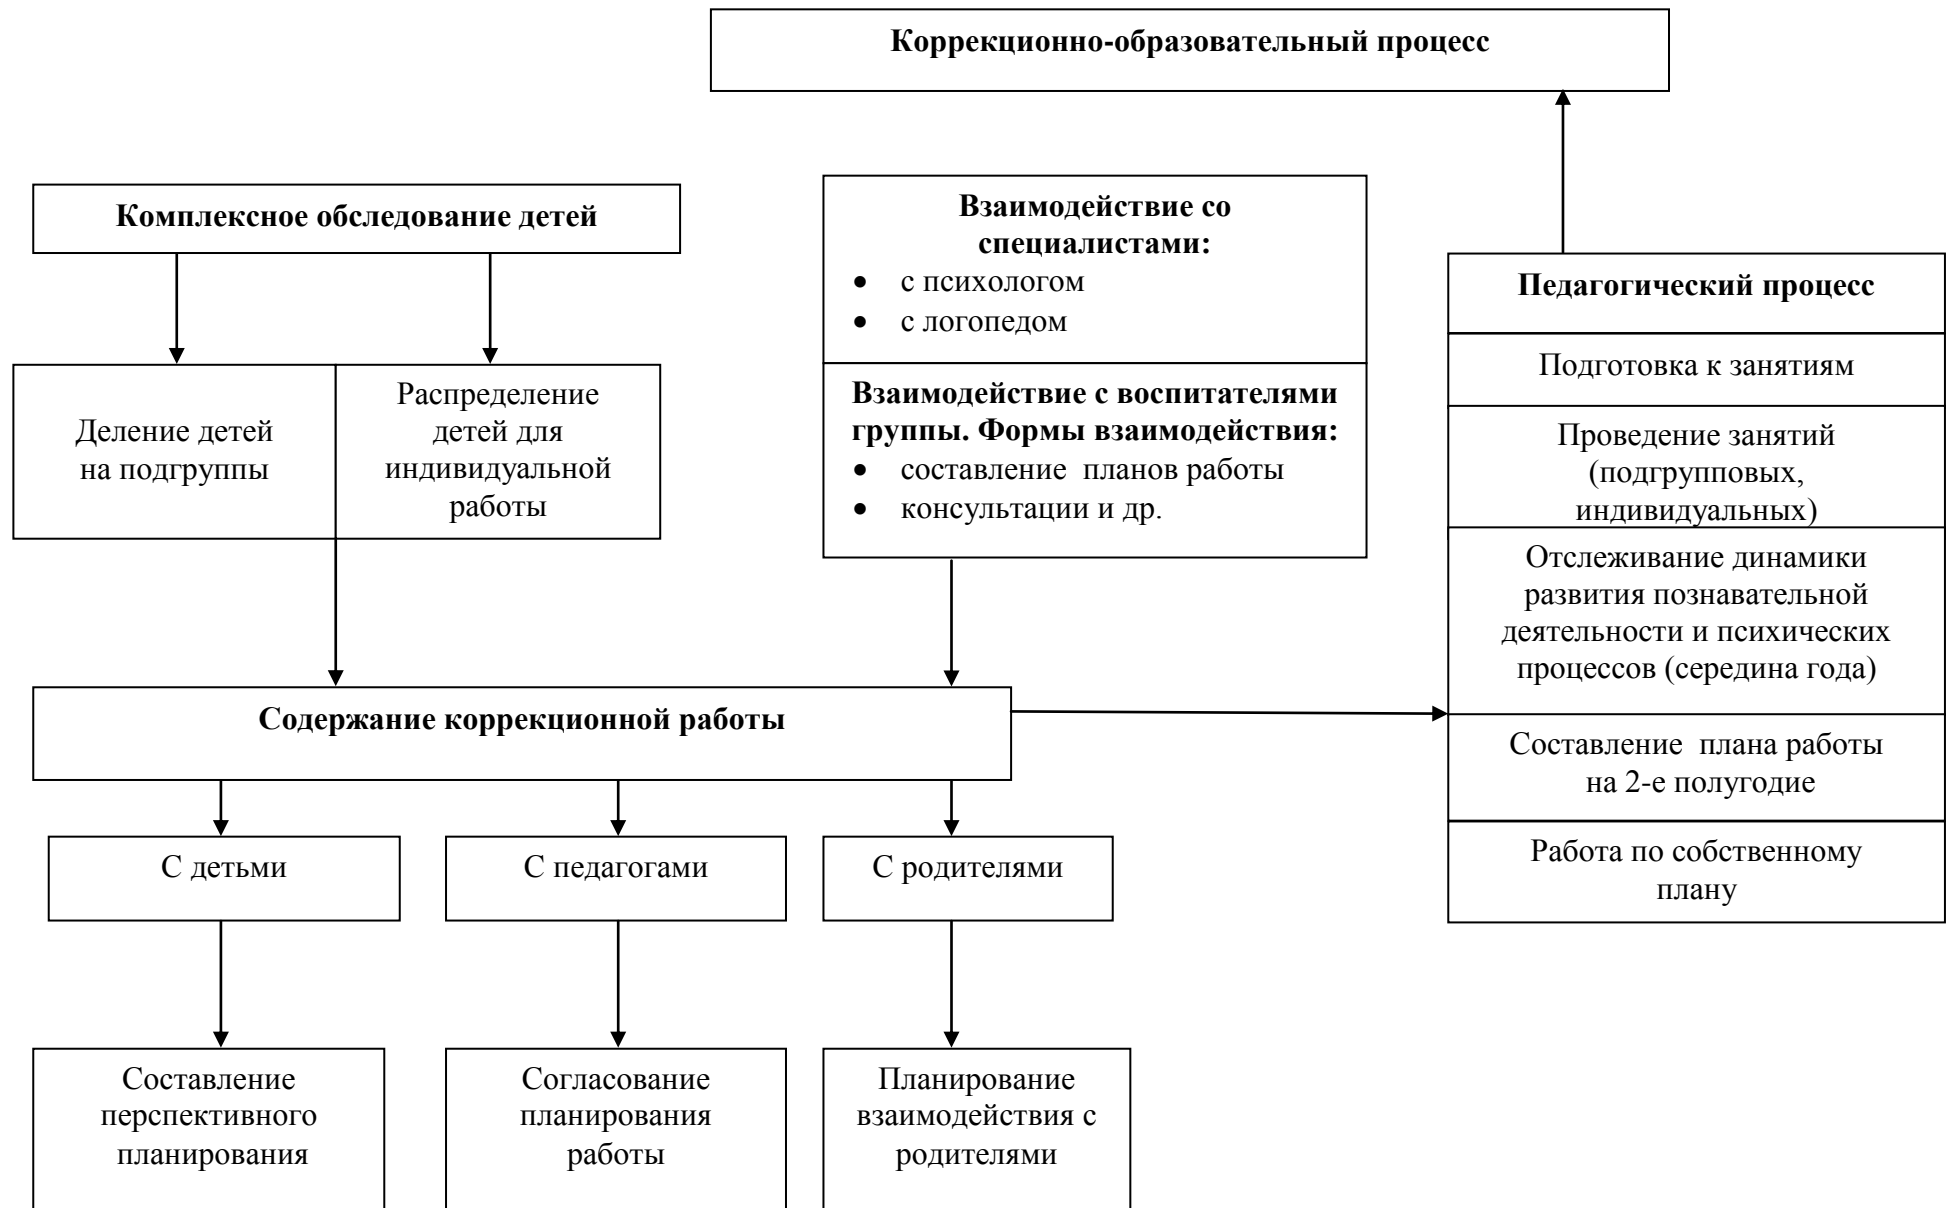 Коррекционно-образовательный процесс
Комплексное обследование детей
Деление детей
на подгруппы
Распределение
детей для
индивидуальной
работы
Взаимодействие со
специалистами:
• с психологом
• с логопедом
Взаимодействие с воспитателями
группы. Формы взаимодействия:
• составление планов работы
• консультации и др.
Педагогический процесс
Подготовка к занятиям
Проведение занятий
(подгрупповых,
индивидуальных)
Отслеживание динамики
развития познавательной
деятельности и психических
процессов (середина года)
Составление плана работы
на 2-е полугодие
Работа по собственному
плану
Содержание коррекционной работы
С детьми
С педагогами
С родителями
Составление
перспективного
планирования
Согласование
планирования
работы
Планирование
взаимодействия с
родителями